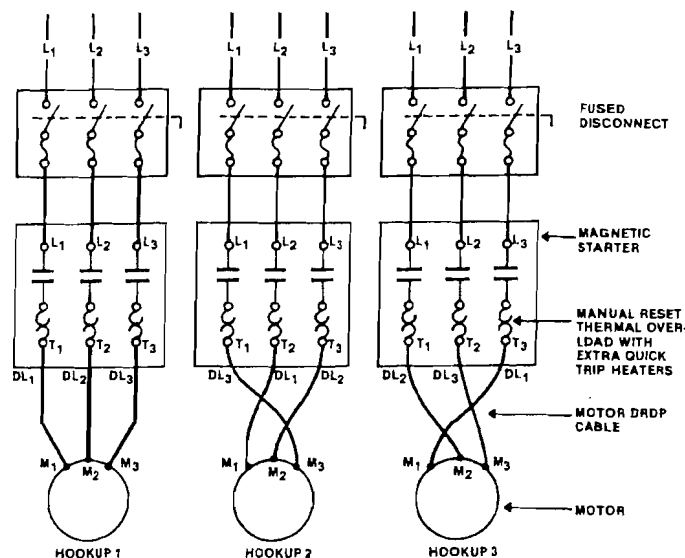 L1 L2 L3 L1 L2 L3 L1 L2 L3
FUSED
DISCONNECT
L1 L2 L3 L1 L2 L3 L1 L2 L3
MAGNETIC
STARTER
T1 T2 T3 T1 T2 T3 T1 T2 T3
MANUAL RESET
THERMAL OVER-
LOAD WITH
EXTRA QUICK
TRIP HEATERS
DL1 DL2 DL3 DL3 DL1 DL2 DL2 DL3 DL1
MOTOR DRDP
CABLE
M1 M2 M3 M1 M2 M3 M1 M2 M3
MOTOR
HOOKUP 1 HOOKUP 2 HOOKUP 3